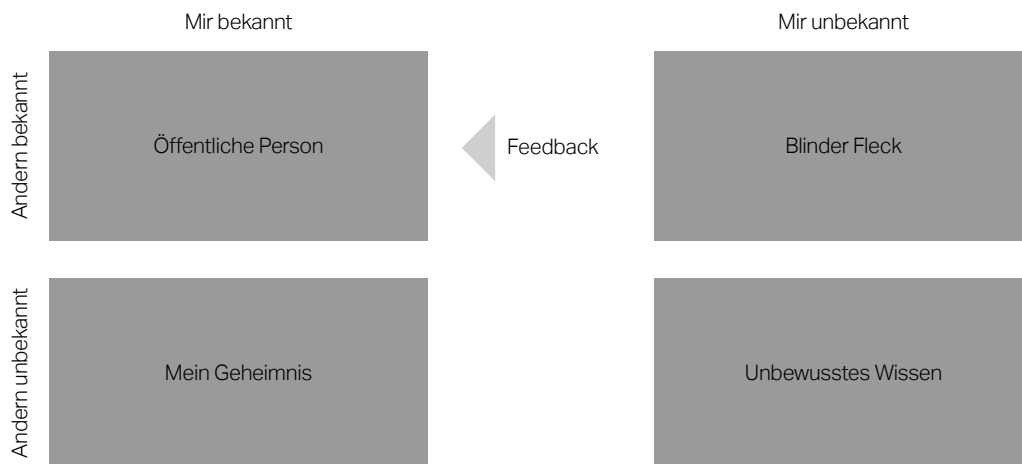 Mir bekannt
Mir unbekannt
Andern bekannt
Öffentliche Person
Feedback
Blinder Fleck
Andern unbekannt
Mein Geheimnis
Unbewusstes Wissen